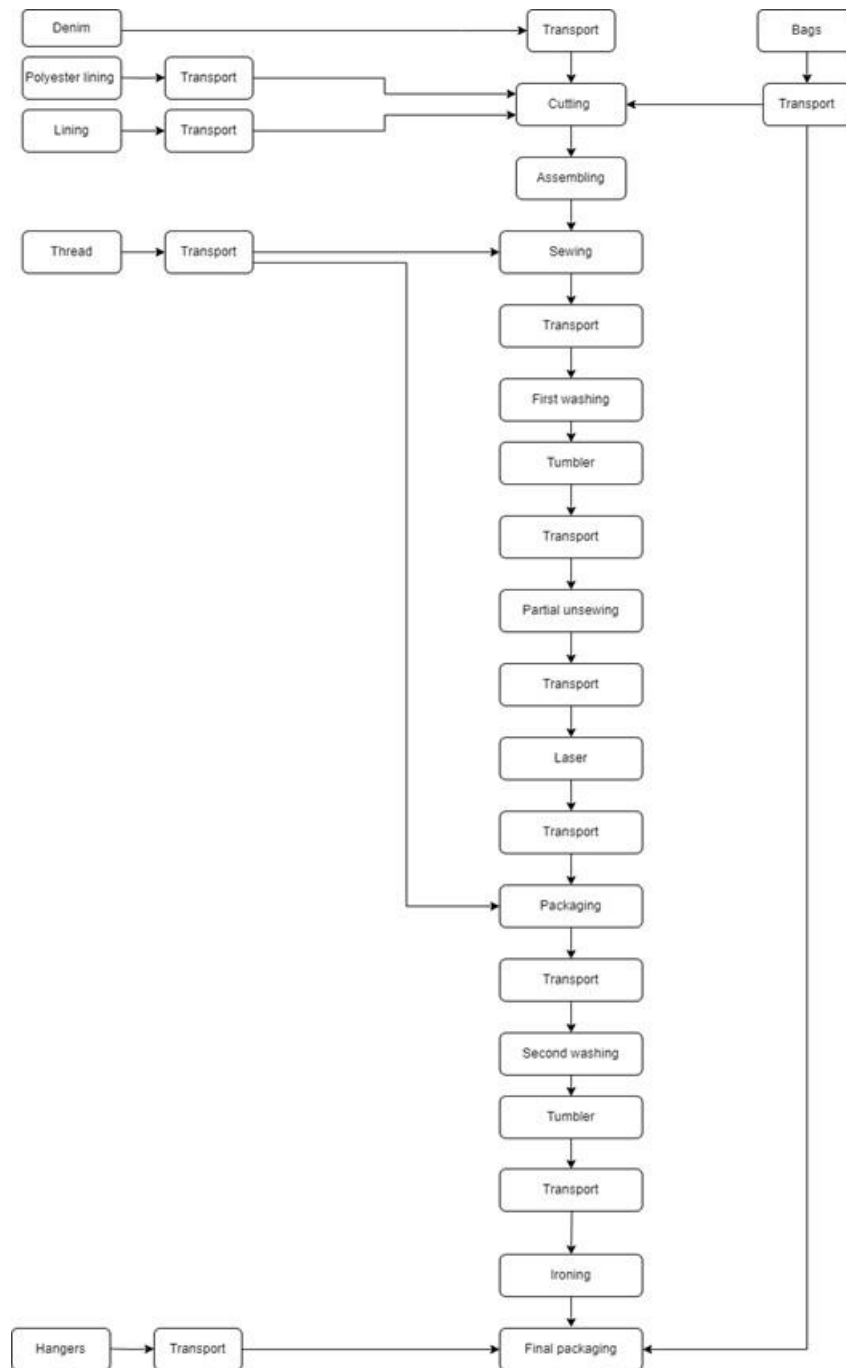 Denim
Transport
Bags
Polyester lining
Transport
Cutting
Transport
Lining
Transport
Assembling
Thread
Transport
Sewing
Transport
First washing
Tumbler
Transport
Partial unsewing
Transport
Laser
Transport
Packaging
Transport
Second washing
Tumbler
Transport
Ironing
Hangers
Transport
Final packaging